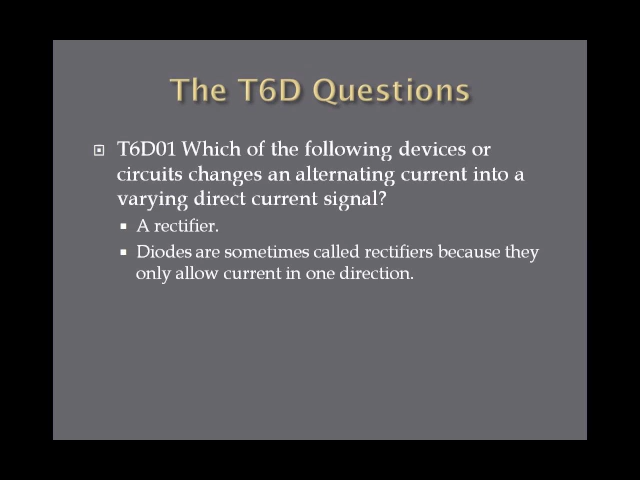 The T6D Questions
T6D01 Which of the following devices or
circuits changes an alternating current into a
varying direct current signal?
A rectifier.
Diodes are sometimes called rectifiers because they
only allow current in one direction.